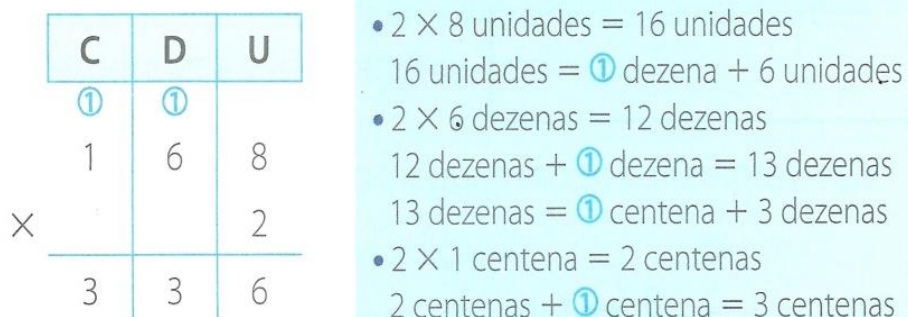 C D U
① ①
1 6 8
× 2
3 3 6
• 2 × 8 unidades = 16 unidades
16 unidades = ① dezena + 6 unidades
• 2 × 6 dezenas = 12 dezenas
12 dezenas + ① dezena = 13 dezenas
13 dezenas = ① centena + 3 dezenas
• 2 × 1 centena = 2 centenas
2 centenas + ① centena = 3 centenas